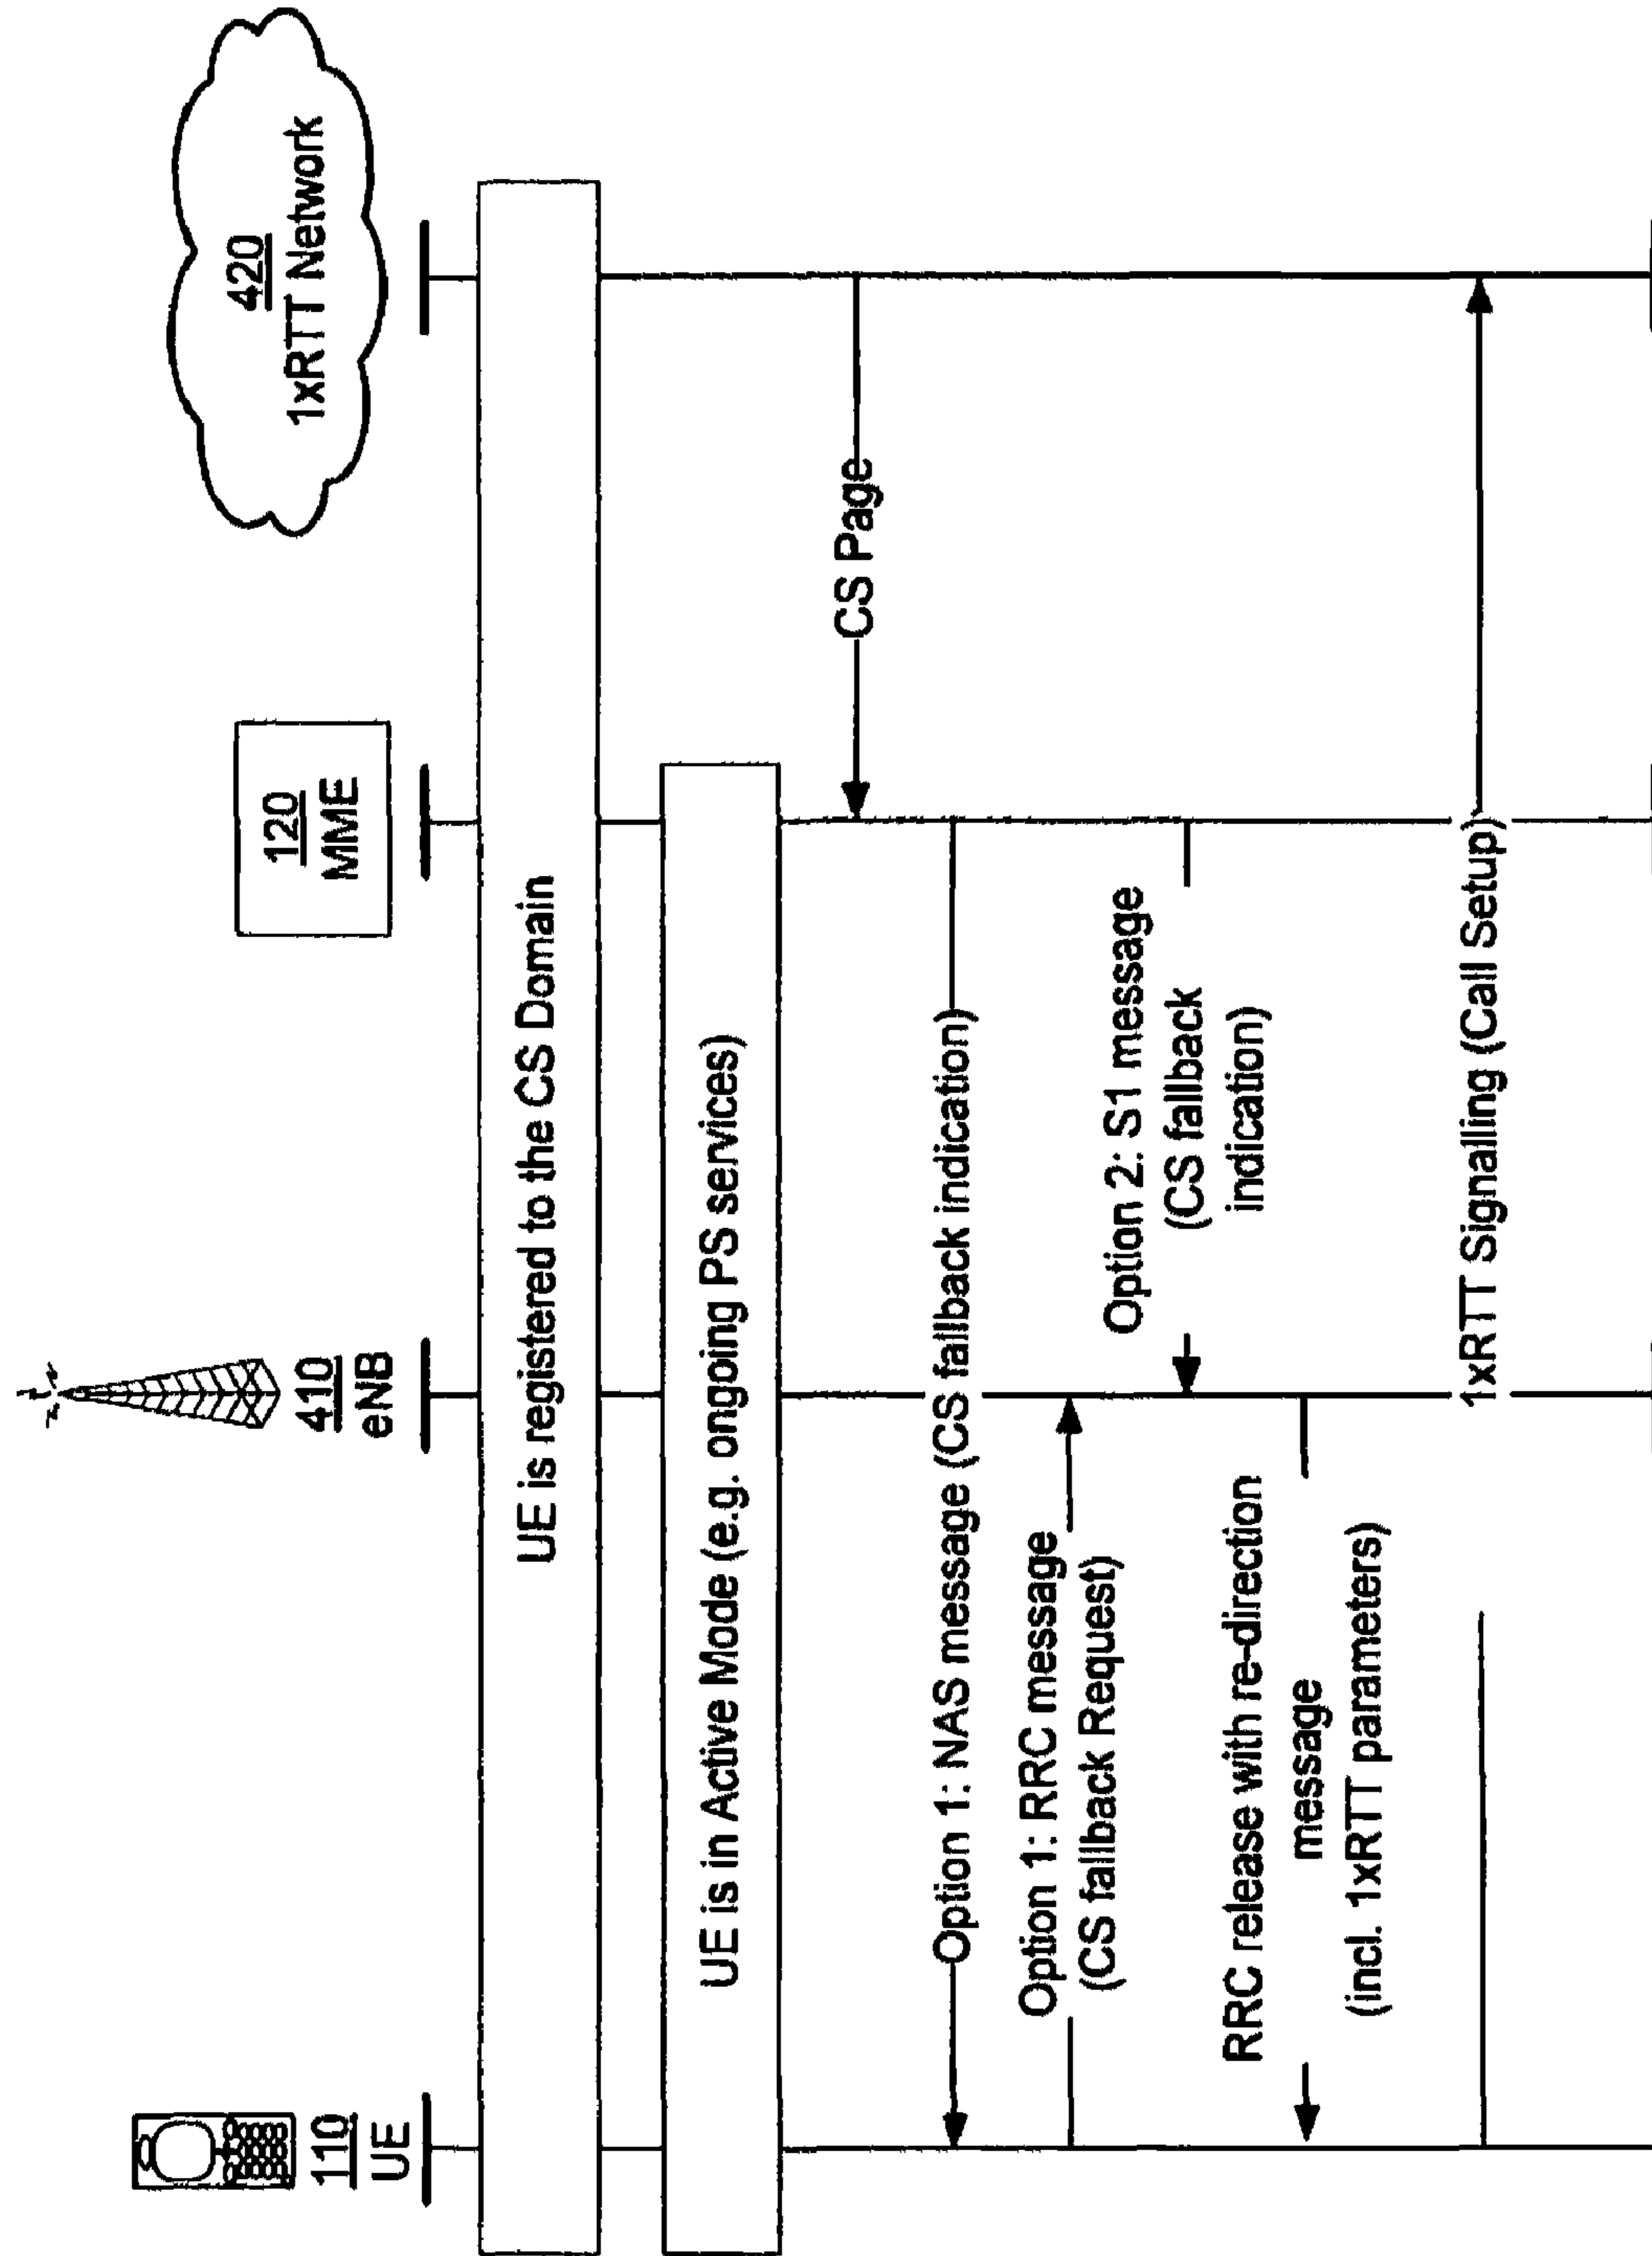 110
UE
410
eNB
120
MME
420
1xRTT Network
UE is registered to the CS Domain
UE is in Active Mode (e.g. ongoing PS services)
CS Page
Option 1: NAS message (CS fallback indication)
Option 1: RRC message
(CS fallback Request)
Option 2: S1 message
(CS fallback
indication)
RRC release with re-direction
message
(incl. 1xRTT parameters)
1xRTT Signalling (Call Setup)